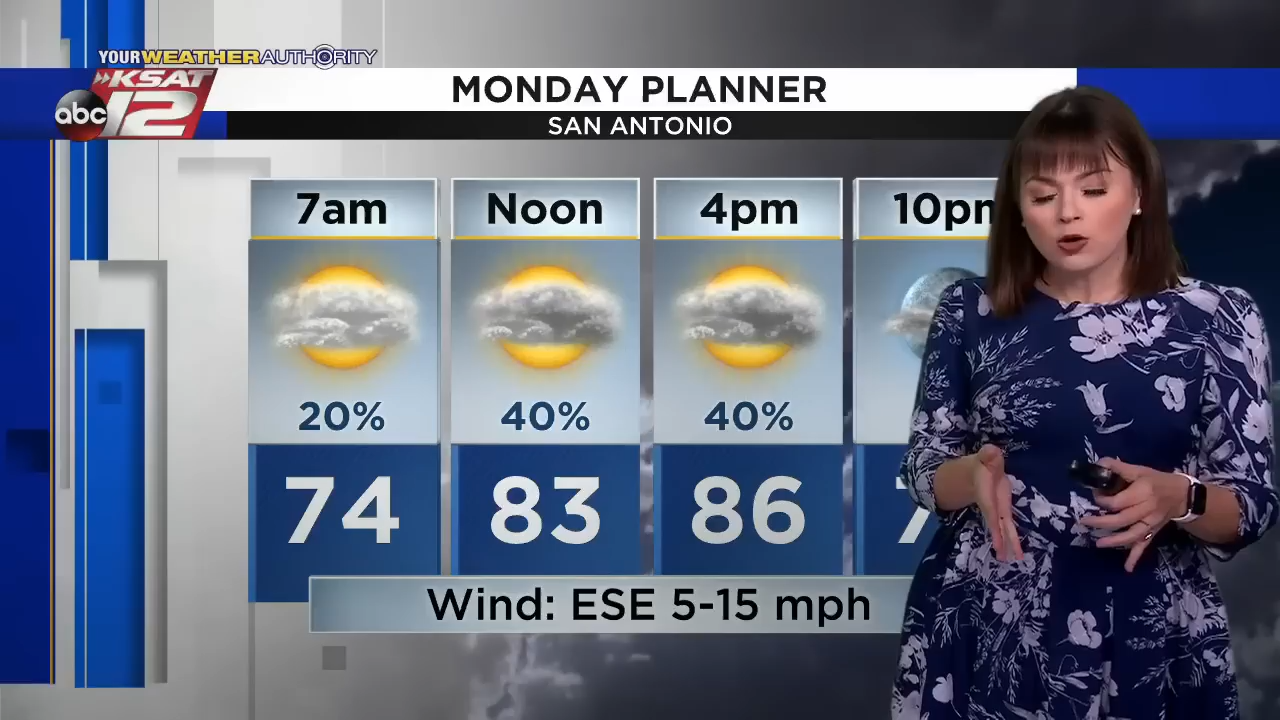 YOURWEATHERAUTHORITY
KSAT
abc 12
MONDAY PLANNER
SAN ANTONIO
7am Noon 4pm
20% 40% 40%
74 83 86
Wind: ESE 5-15 mph